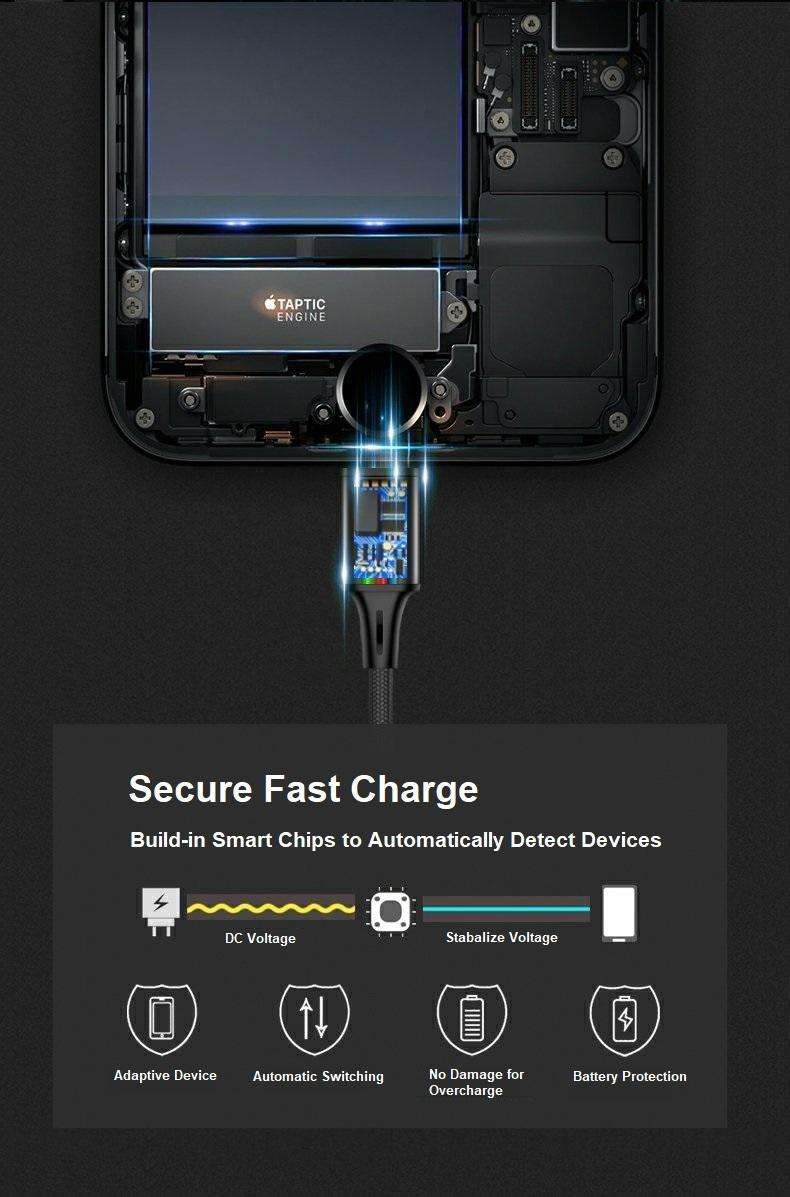 TAPTIC
ENGINE
Secure Fast Charge
Build-in Smart Chips to Automatically Detect Devices
DC Voltage
Stabalize Voltage
Adaptive Device
Automatic Switching
No Damage for
Overcharge
Battery Protection